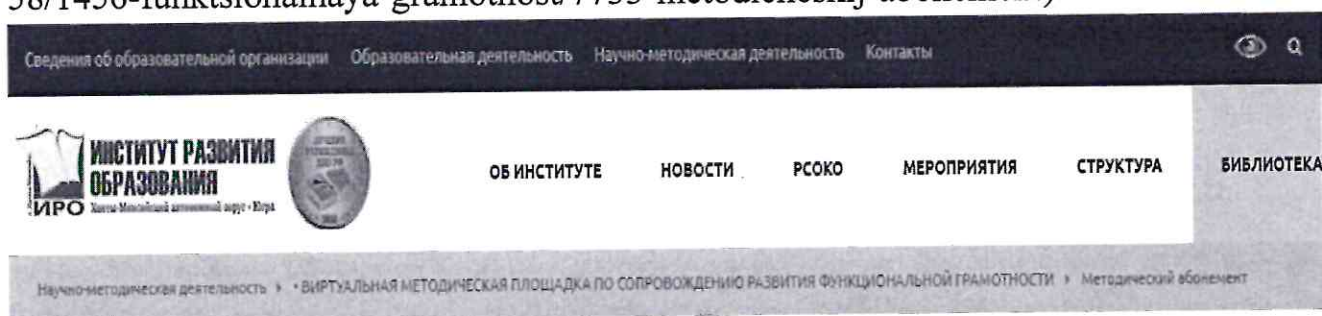 58/1456-funktsionalnaya-gramotnost/7753-metodicheskij-abonement)
Сведения об образовательной организации Образовательная деятельность Научно-методическая деятельность Контакты
ИНСТИТУТ РАЗВИТИЯ
ОБРАЗОВАНИЯ
ИРО Ханты-Мансийский автономный округ - Югра
ОБ ИНСТИТУТЕ НОВОСТИ РСОКО МЕРОПРИЯТИЯ СТРУКТУРА БИБЛИОТЕКА
Научно-методическая деятельность › • ВИРТУАЛЬНАЯ МЕТОДИЧЕСКАЯ ПЛОЩАДКА ПО СОПРОВОЖДЕНИЮ РАЗВИТИЯ ФУНКЦИОНАЛЬНОЙ ГРАМОТНОСТИ › Методический абонемент